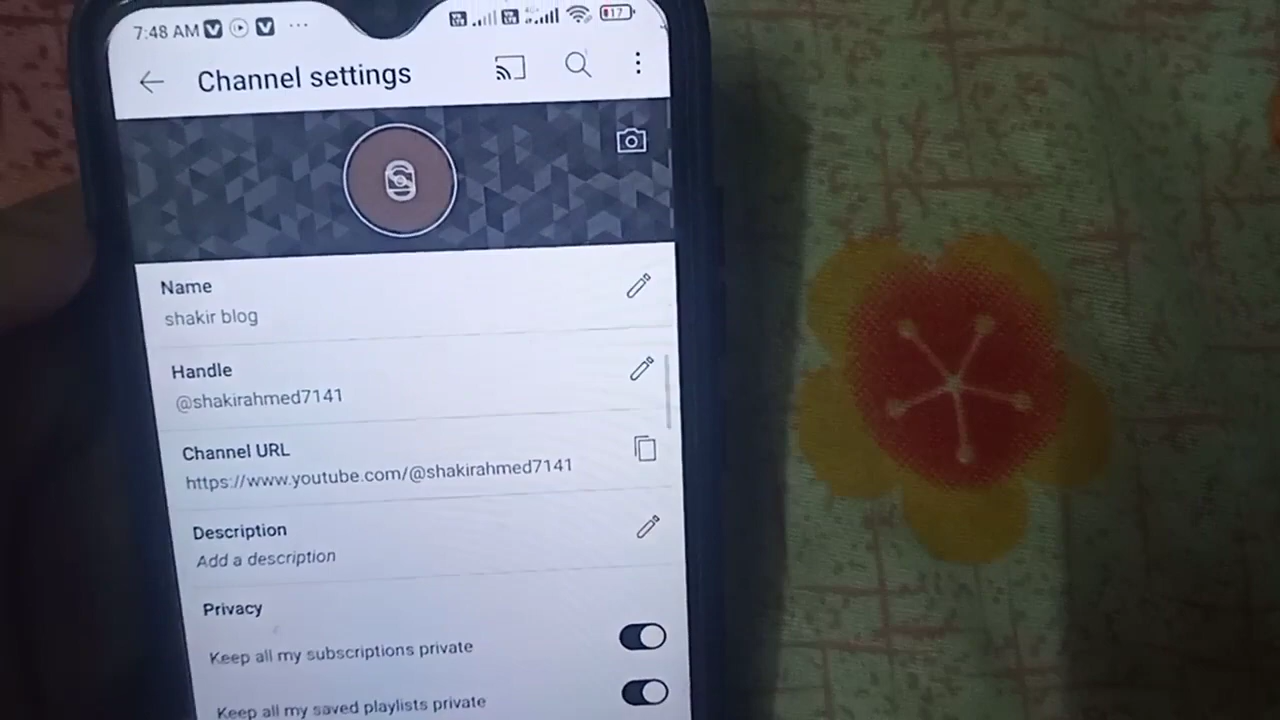 7:48 AM
17
Channel settings
Name
shakir blog
Handle
@shakirahmed7141
Channel URL
https://www.youtube.com/@shakirahmed7141
Description
Add a description
Privacy
Keep all my subscriptions private
Keep all my saved playlists private